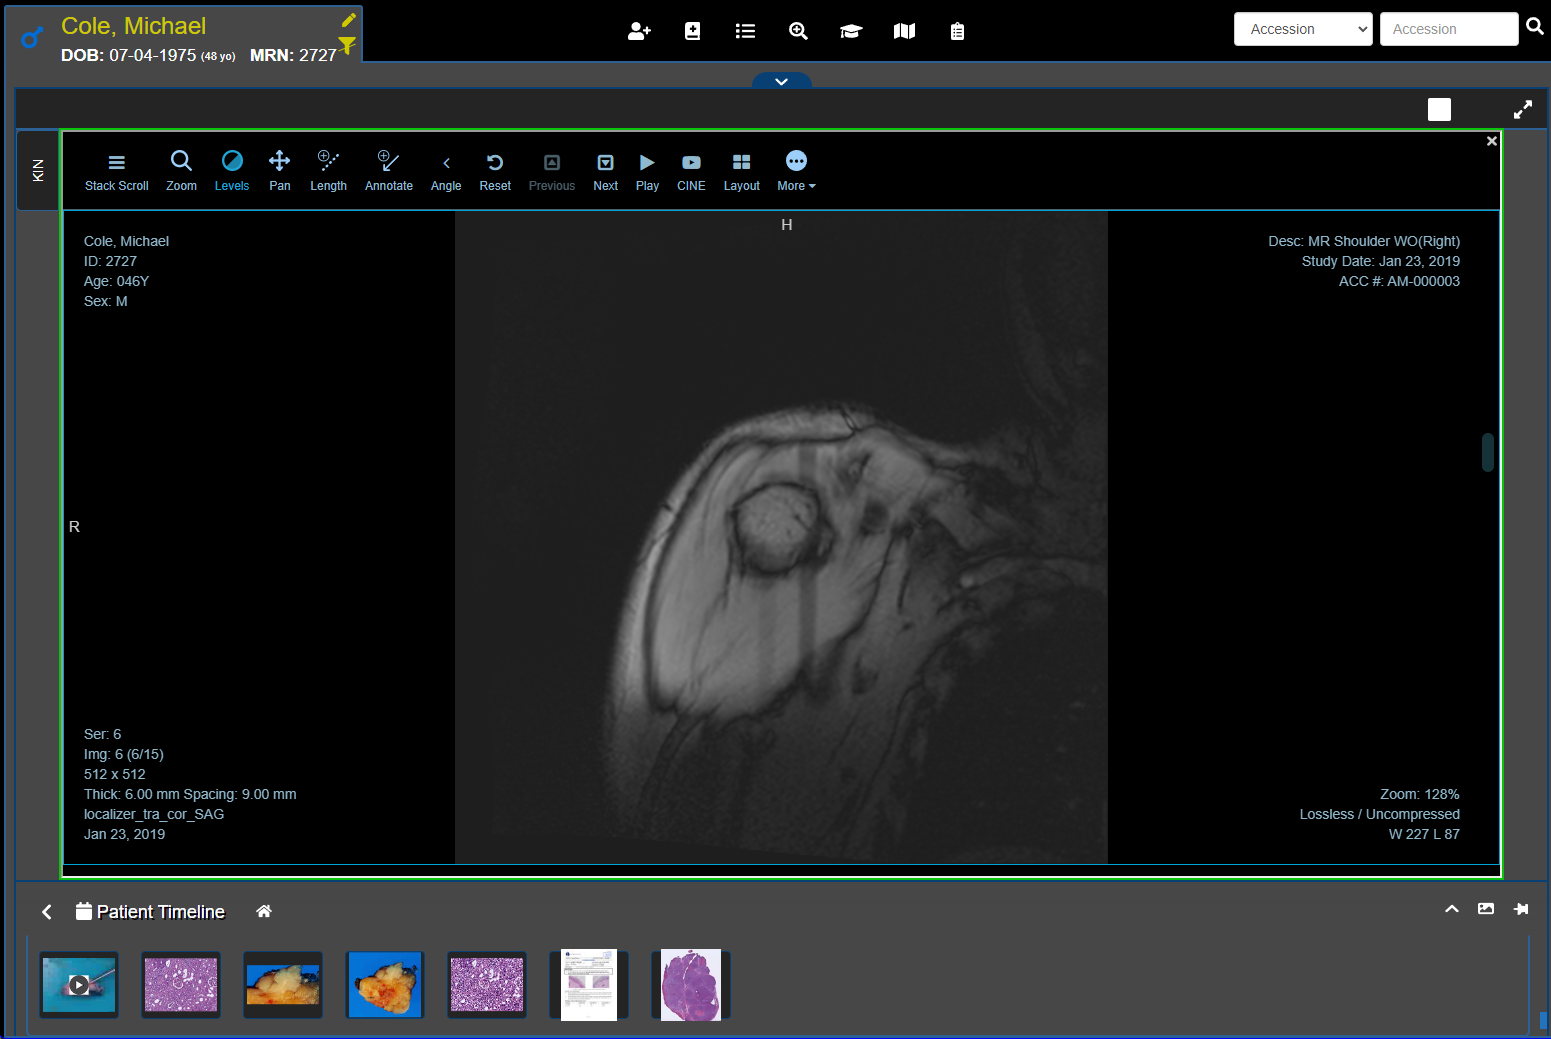 Cole, Michael
DOB: 07-04-1975 (48 yo) MRN: 2727
Accession Accession
KIN
Stack Scroll Zoom Levels Pan Length Annotate Angle Reset Previous Next Play CINE Layout More
H
Cole, Michael
ID: 2727
Age: 046Y
Sex: M
Desc: MR Shoulder WO(Right)
Study Date: Jan 23, 2019
ACC #: AM-000003
R
Ser: 6
Img: 6 (6/15)
512 x 512
Thick: 6.00 mm Spacing: 9.00 mm
localizer_tra_cor_SAG
Jan 23, 2019
Zoom: 128%
Lossless / Uncompressed
W 227 L 87
Patient Timeline